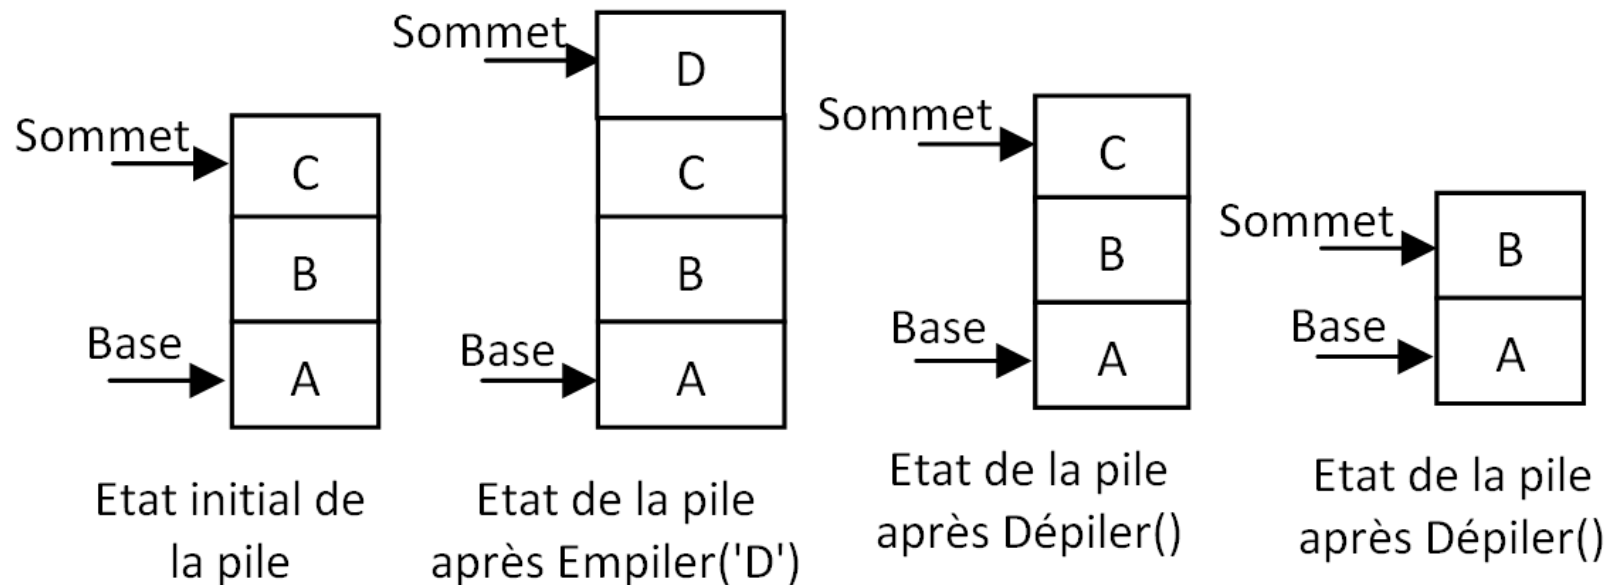 Sommet
C
B
Base
A
Etat initial de
la pile
Sommet
D
C
B
Base
A
Etat de la pile
après Empiler('D')
Sommet
C
B
Base
A
Etat de la pile
après Dépiler()
Sommet
B
Base
A
Etat de la pile
après Dépiler()